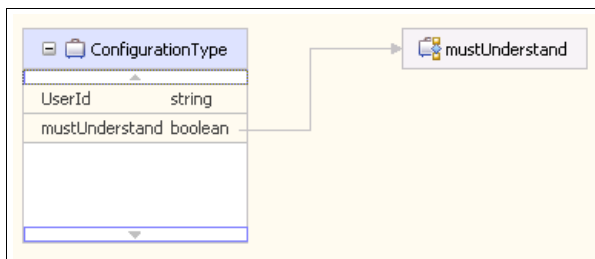 ConfigurationType
mustUnderstand
UserId string
mustUnderstand boolean